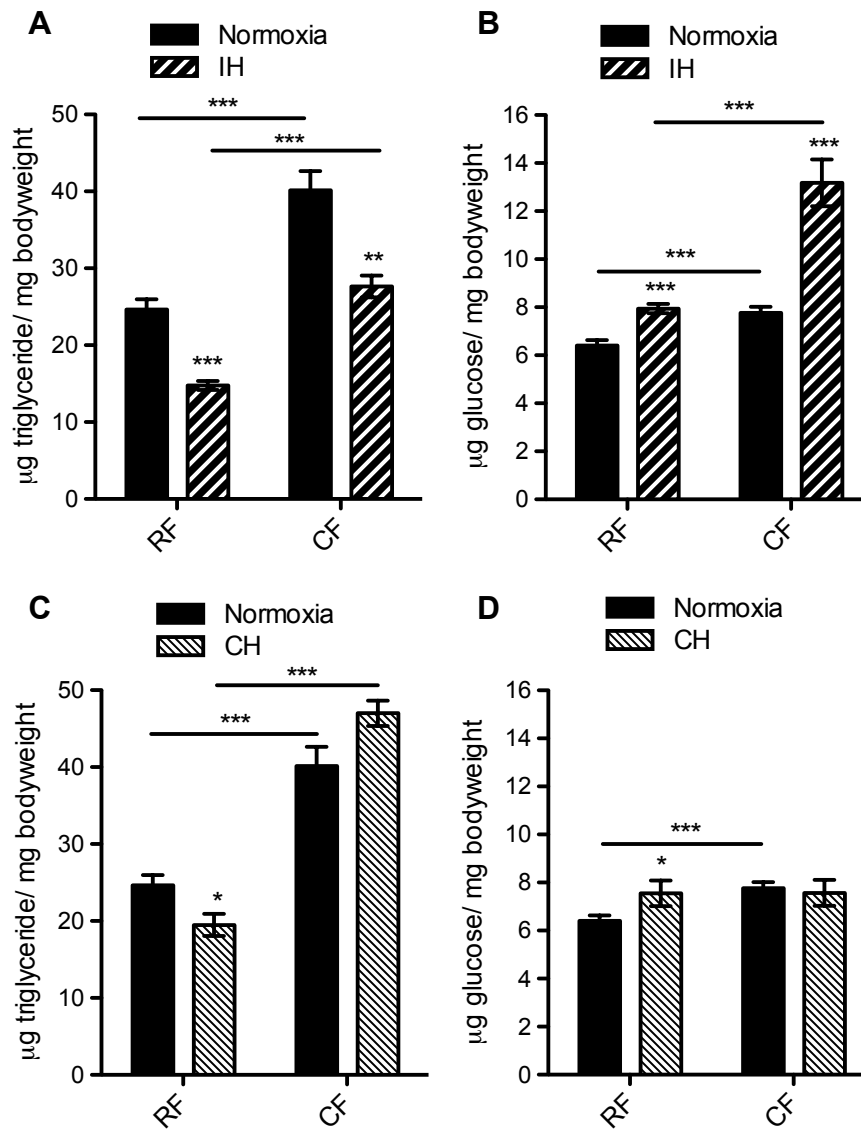 A
Normoxia
IH
µg triglyceride/ mg bodyweight
50
40
30
20
10
0
***
***
***
**
RF
CF
B
Normoxia
IH
µg glucose/ mg bodyweight
16
14
12
10
8
6
4
2
0
***
***
***
***
RF
CF
C
Normoxia
CH
µg triglyceride/ mg bodyweight
50
40
30
20
10
0
***
***
*
RF
CF
D
Normoxia
CH
µg glucose/ mg bodyweight
16
14
12
10
8
6
4
2
0
***
*
RF
CF